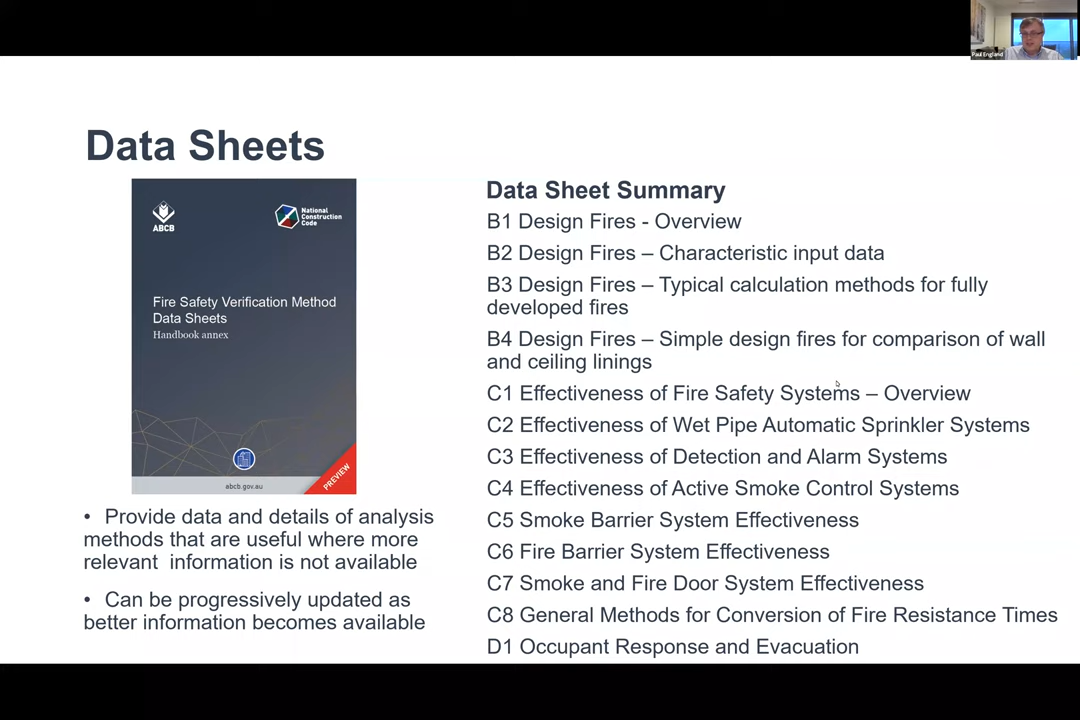 Paul England
Data Sheets
ABCB
National
Construction
Code
Fire Safety Verification Method
Data Sheets
Handbook annex
abcb.gov.au
PREVIEW
• Provide data and details of analysis
methods that are useful where more
relevant information is not available
• Can be progressively updated as
better information becomes available
Data Sheet Summary
B1 Design Fires - Overview
B2 Design Fires – Characteristic input data
B3 Design Fires – Typical calculation methods for fully
developed fires
B4 Design Fires – Simple design fires for comparison of wall
and ceiling linings
C1 Effectiveness of Fire Safety Systems – Overview
C2 Effectiveness of Wet Pipe Automatic Sprinkler Systems
C3 Effectiveness of Detection and Alarm Systems
C4 Effectiveness of Active Smoke Control Systems
C5 Smoke Barrier System Effectiveness
C6 Fire Barrier System Effectiveness
C7 Smoke and Fire Door System Effectiveness
C8 General Methods for Conversion of Fire Resistance Times
D1 Occupant Response and Evacuation